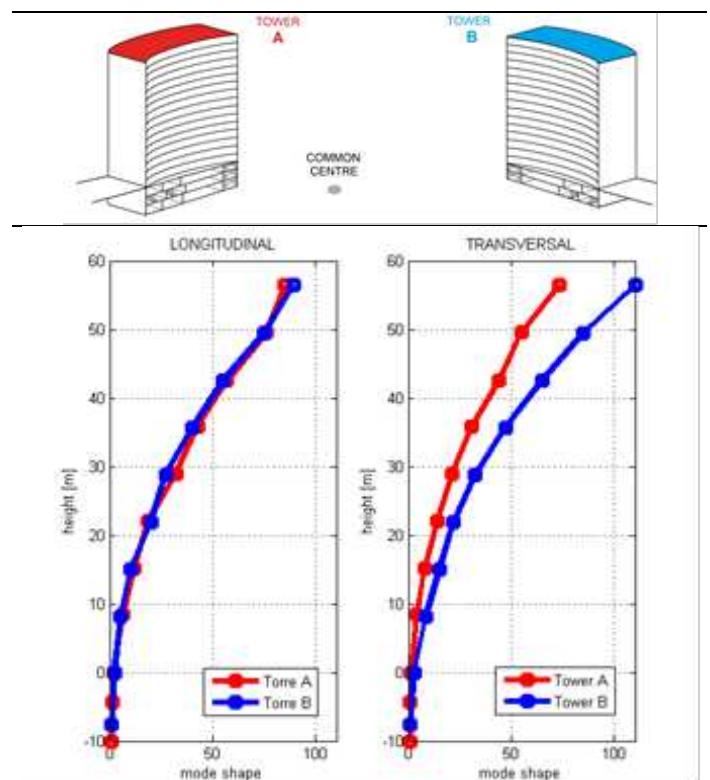 TOWER
A
TOWER
B
COMMON
CENTRE
LONGITUDINAL
60
50
40
30
20
10
0
-10
height [m]
Torre A
Torre B
0
50
100
mode shape
TRANSVERSAL
60
50
40
30
20
10
0
-10
height [m]
Tower A
Tower B
0
50
100
mode shape